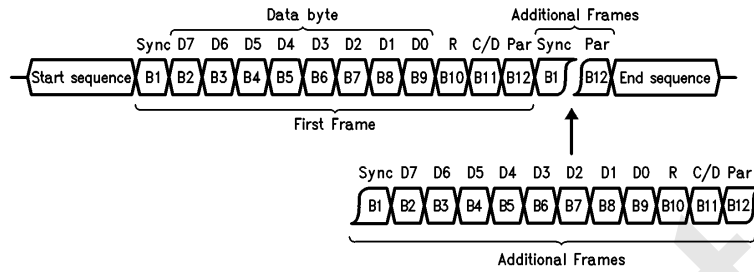 Data byte
Additional Frames
Sync D7 D6 D5 D4 D3 D2 D1 D0 R C/D Par Sync Par
Start sequence B1 B2 B3 B4 B5 B6 B7 B8 B9 B10 B11 B12 B1 B12 End sequence
First Frame
Sync D7 D6 D5 D4 D3 D2 D1 D0 R C/D Par
B1 B2 B3 B4 B5 B6 B7 B8 B9 B10 B11 B12
Additional Frames